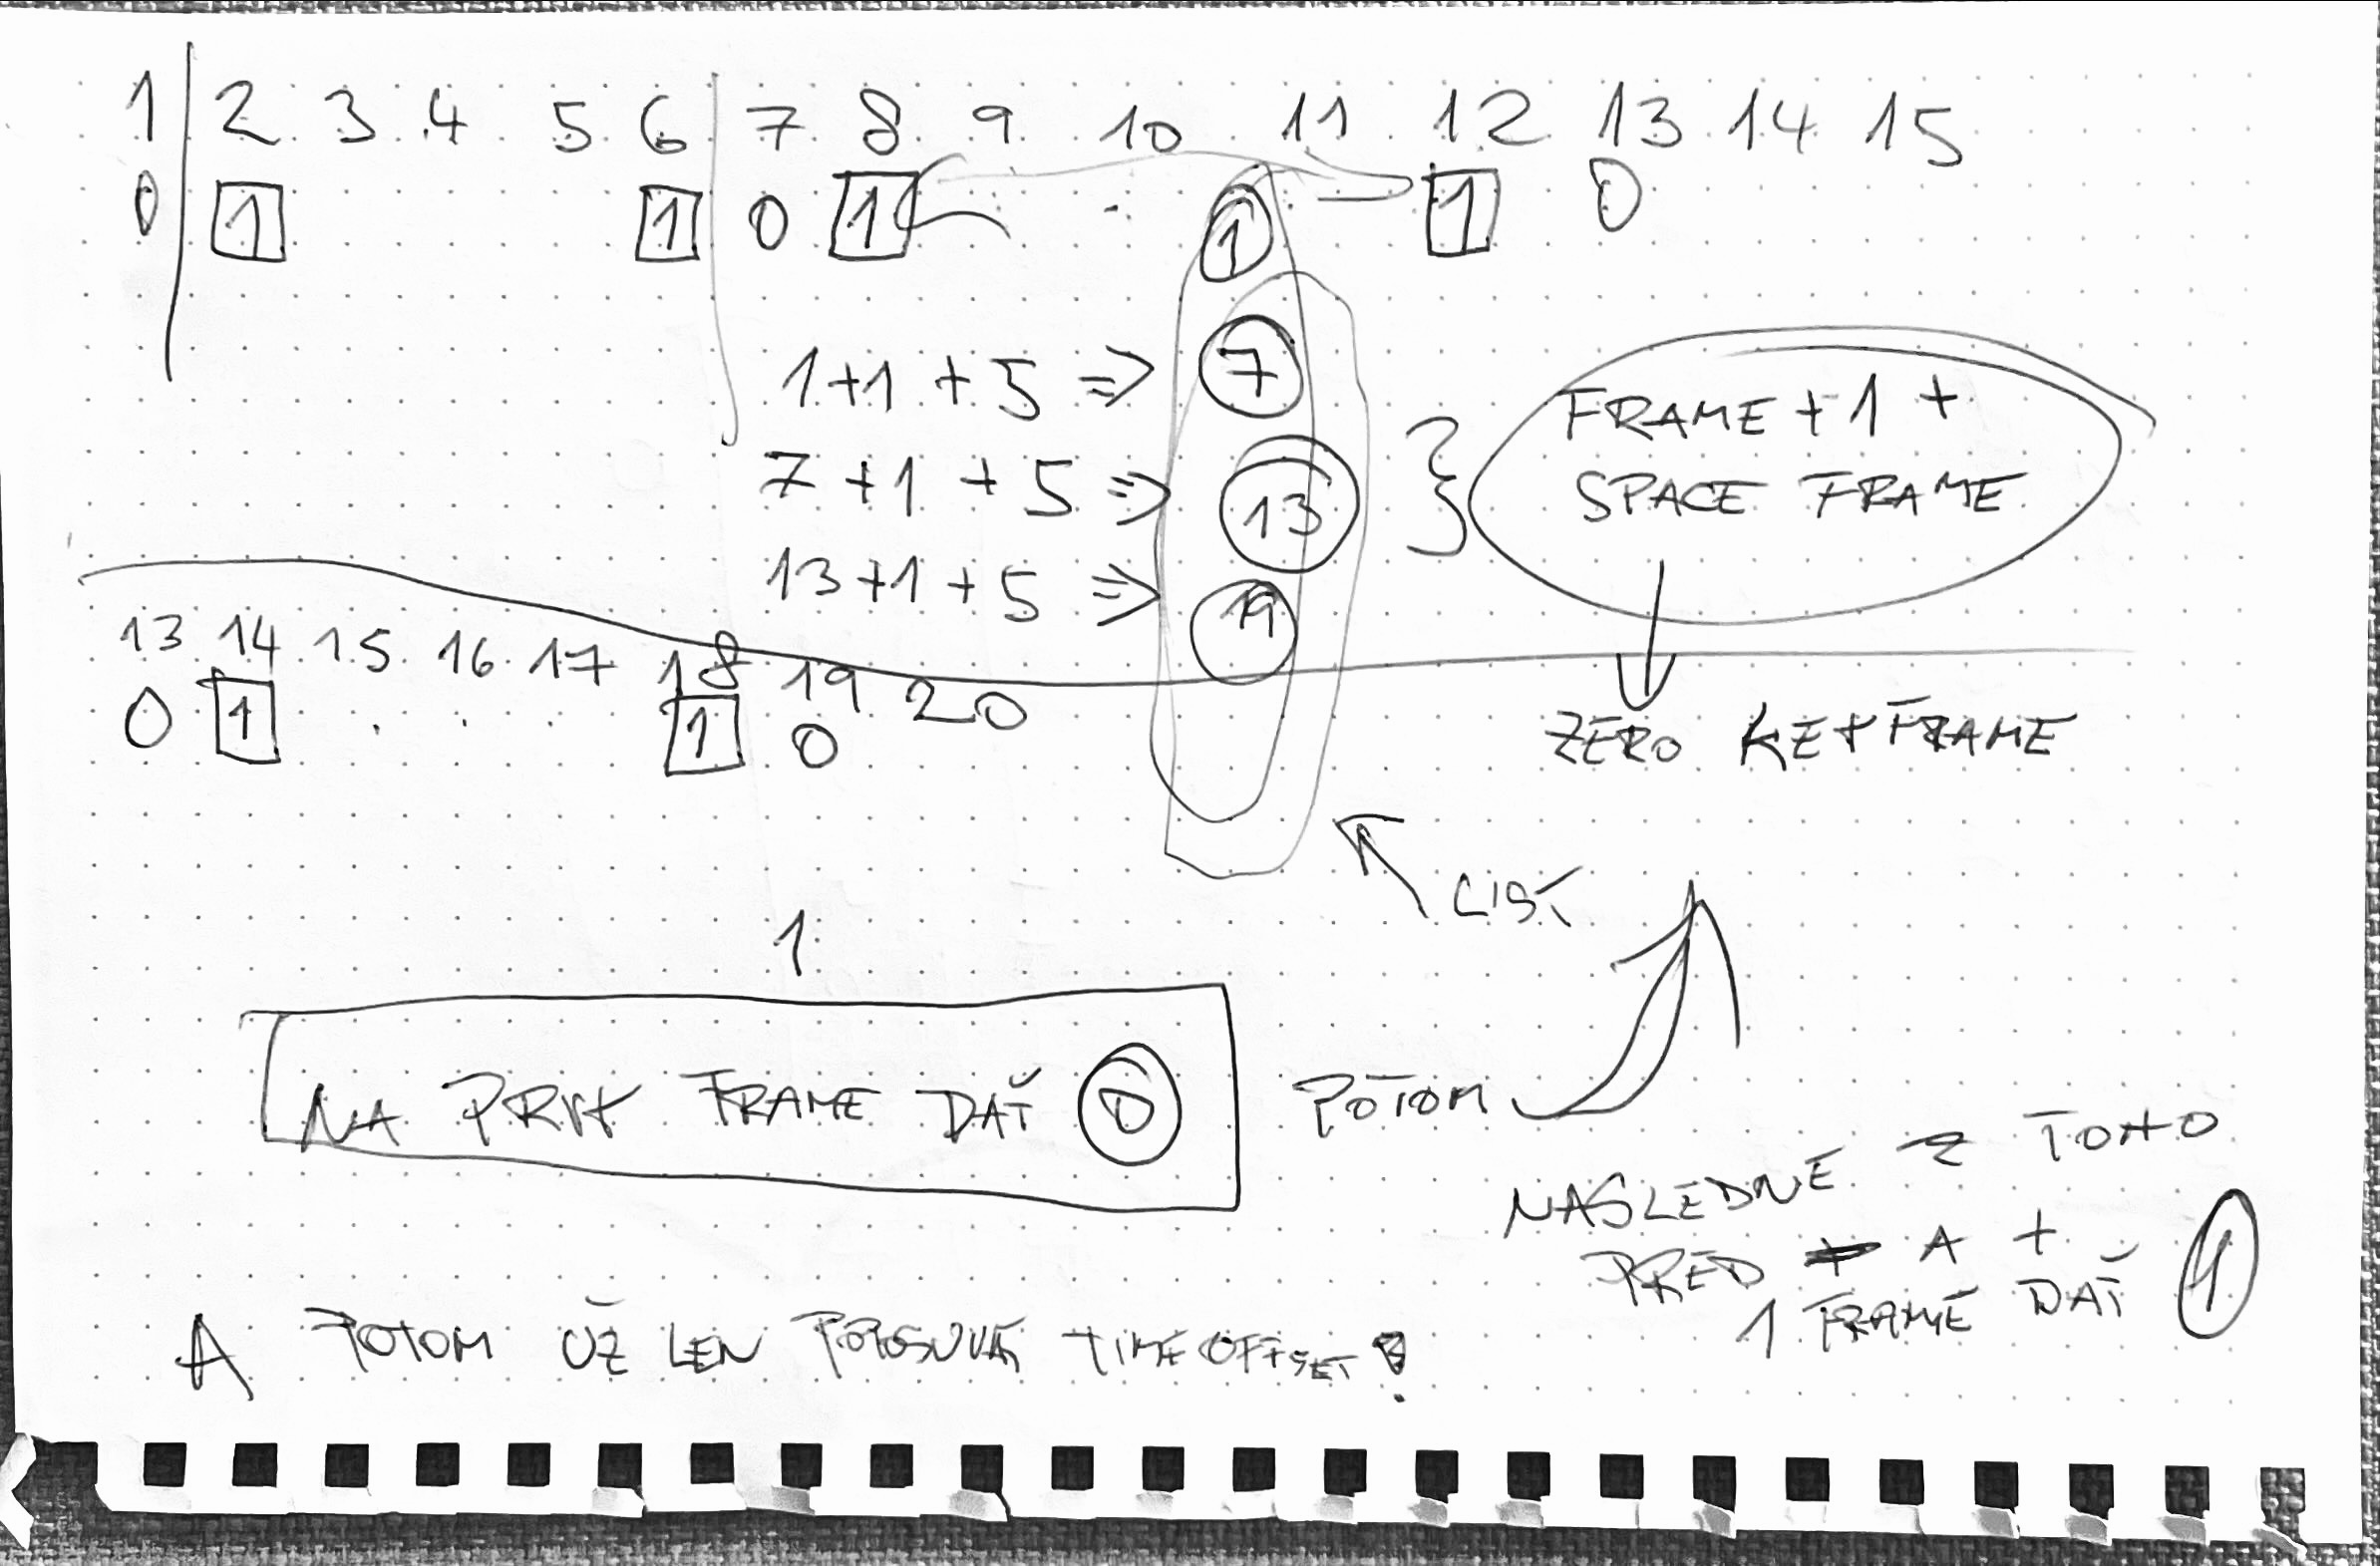 1 2 3 4 5 6 7 8 9 10 11 12 13 14 15
0 1 1 0 1 1 0
1
1+1+5 => 7
7+1+5 => 13
13+1+5 => 19
FRAME + 1 +
SPACE FRAME
13 14 15 16 17 18 19 20
0 1 1 0
ZERO KEYFRAME
LIST
1
NA PRVY FRAME DAŤ 0
POTOM
NASLEDNE Z TOHO
PRED A +
1 FRAME DAŤ 1
A POTOM UŽ LEN TIME OFFSET !